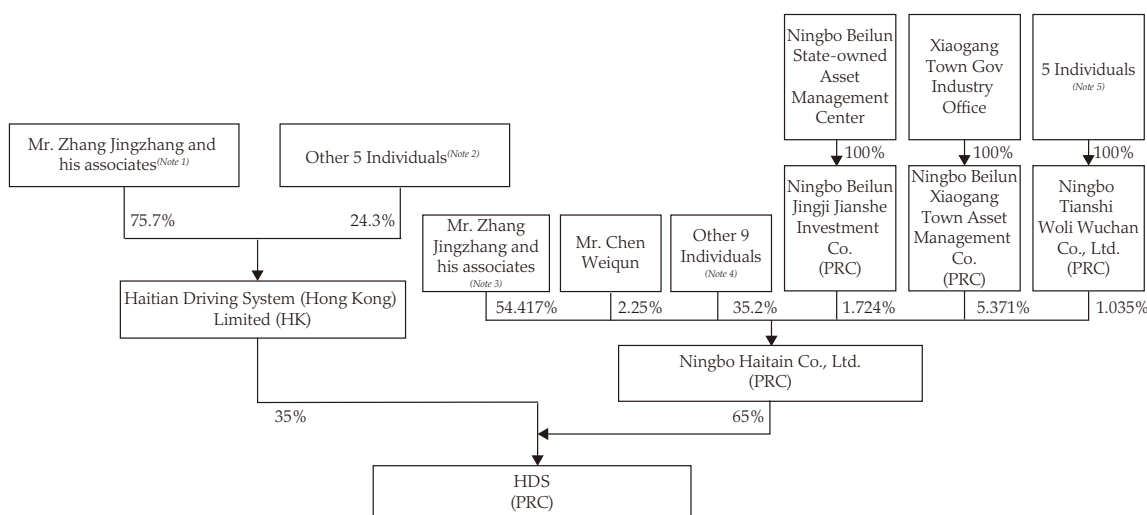 Ningbo Beilun
State-owned
Asset
Management
Center
Xiaogang
Town Gov
Industry
Office
5 Individuals
(Note 5)
Mr. Zhang Jingzhang and
his associates(Note 1)
Other 5 Individuals(Note 2)
100%
100%
100%
75.7%
24.3%
Mr. Zhang
Jingzhang and
his associates
(Note 3)
Mr. Chen
Weiqun
Other 9
Individuals
(Note 4)
Ningbo Beilun
Jingji Jianshe
Investment
Co.
(PRC)
Ningbo Beilun
Xiaogang
Town Asset
Management
Co.
(PRC)
Ningbo
Tianshi
Woli Wuchan
Co., Ltd.
(PRC)
Haitian Driving System (Hong Kong)
Limited (HK)
54.417%
2.25%
35.2%
1.724%
5.371%
1.035%
Ningbo Haitain Co., Ltd.
(PRC)
35%
65%
HDS
(PRC)